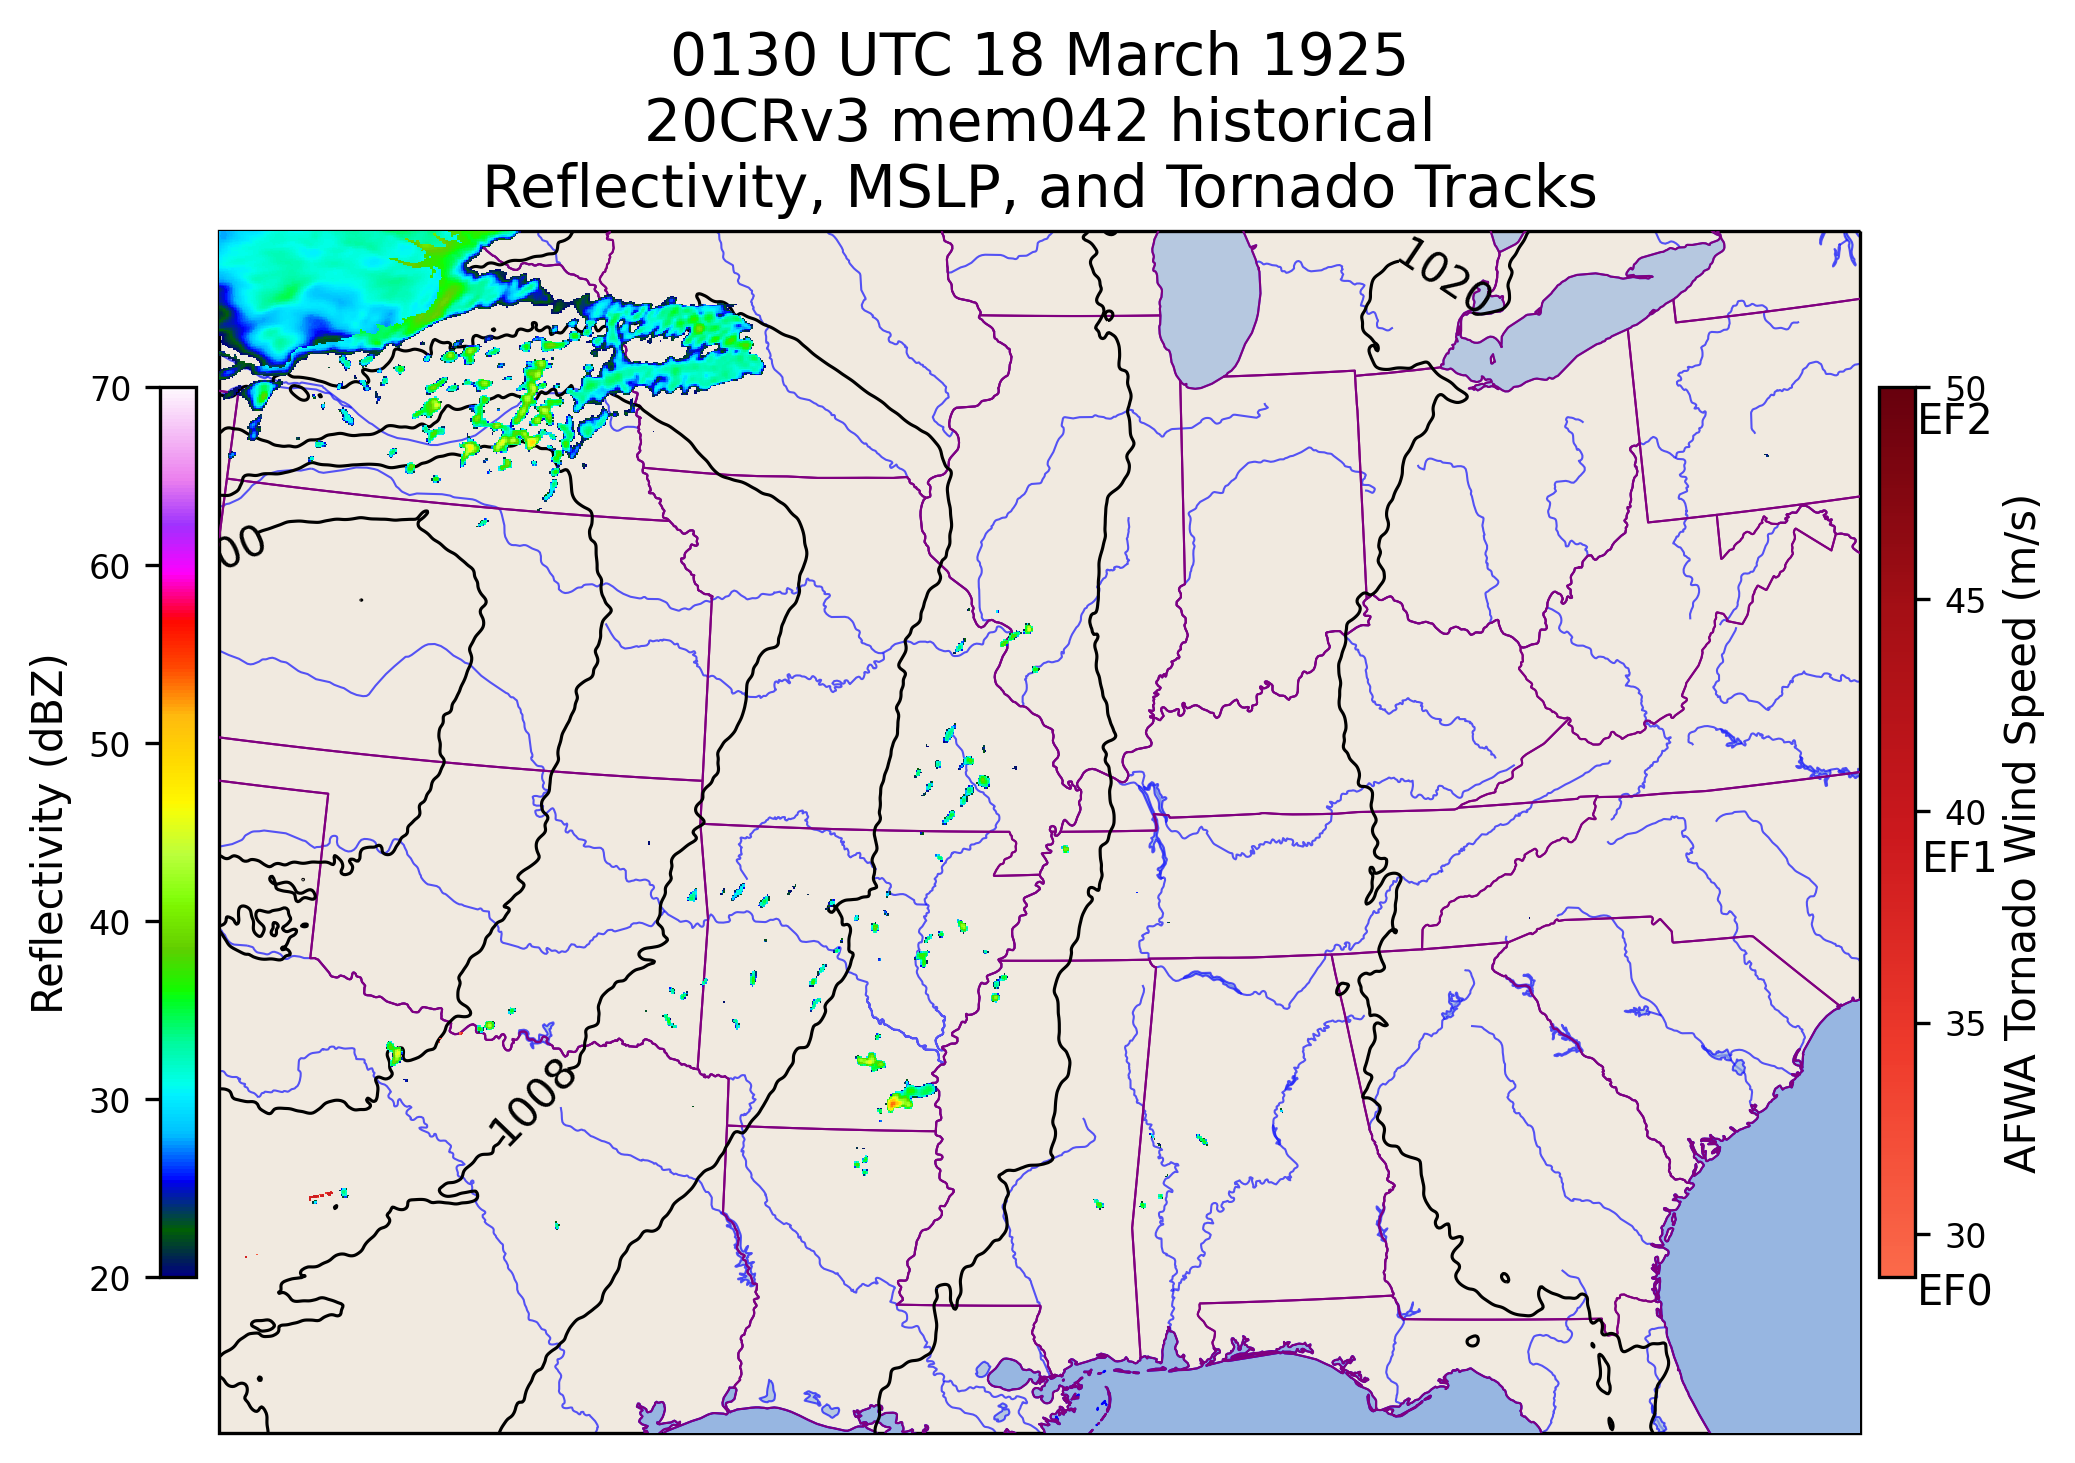 0130 UTC 18 March 1925
20CRv3 mem042 historical
Reflectivity, MSLP, and Tornado Tracks
1020
00
1008
70
60
50
40
30
20
Reflectivity (dBZ)
50
EF2
45
40
EF1
35
30
EF0
AFWA Tornado Wind Speed (m/s)